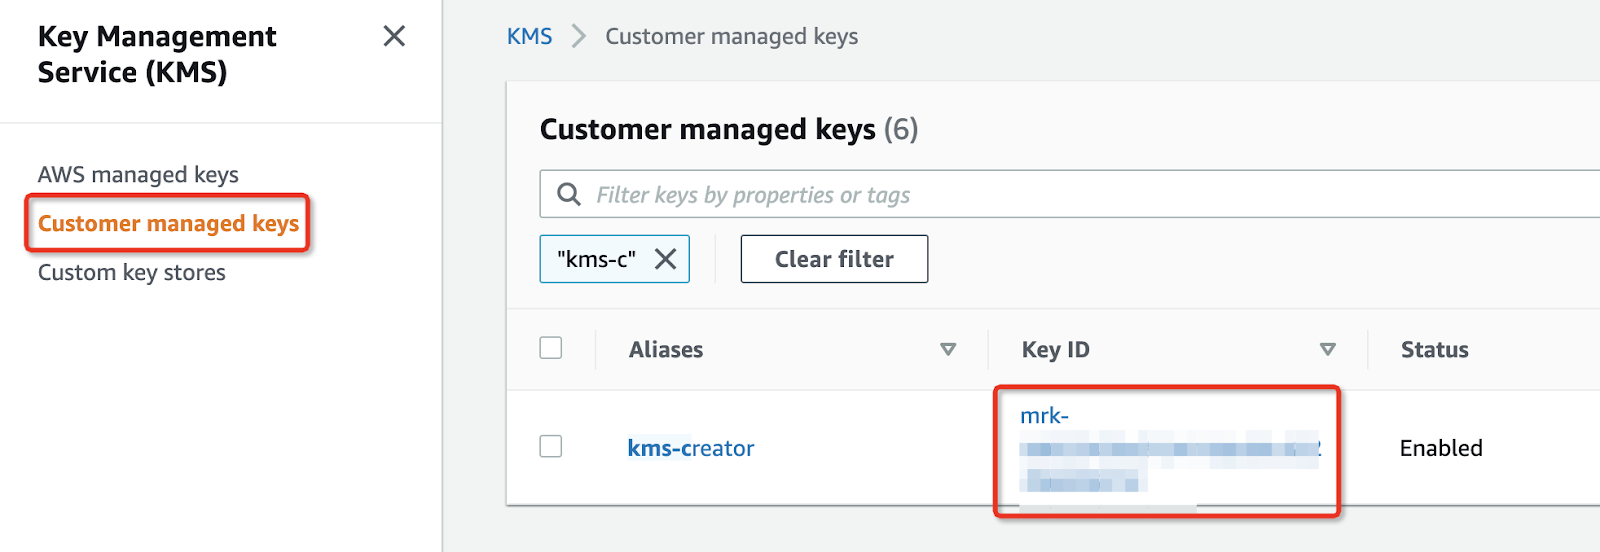 Key Management
Service (KMS)
AWS managed keys
Customer managed keys
Custom key stores
KMS > Customer managed keys
Customer managed keys (6)
Filter keys by properties or tags
"kms-c"
Clear filter
Aliases
Key ID
Status
kms-creator
mrk-
Enabled